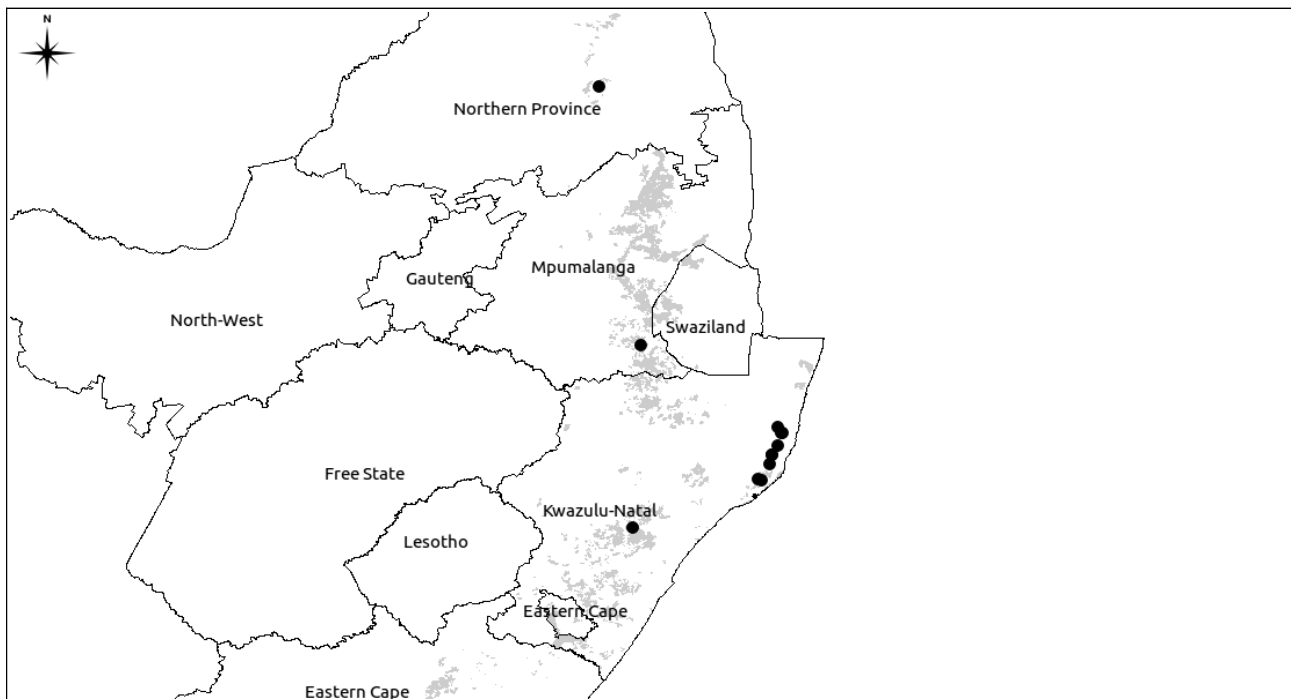 N
Northern Province
Mpumalanga
Gauteng
North-West
Swaziland
Free State
Kwazulu-Natal
Lesotho
Eastern Cape
Eastern Cape